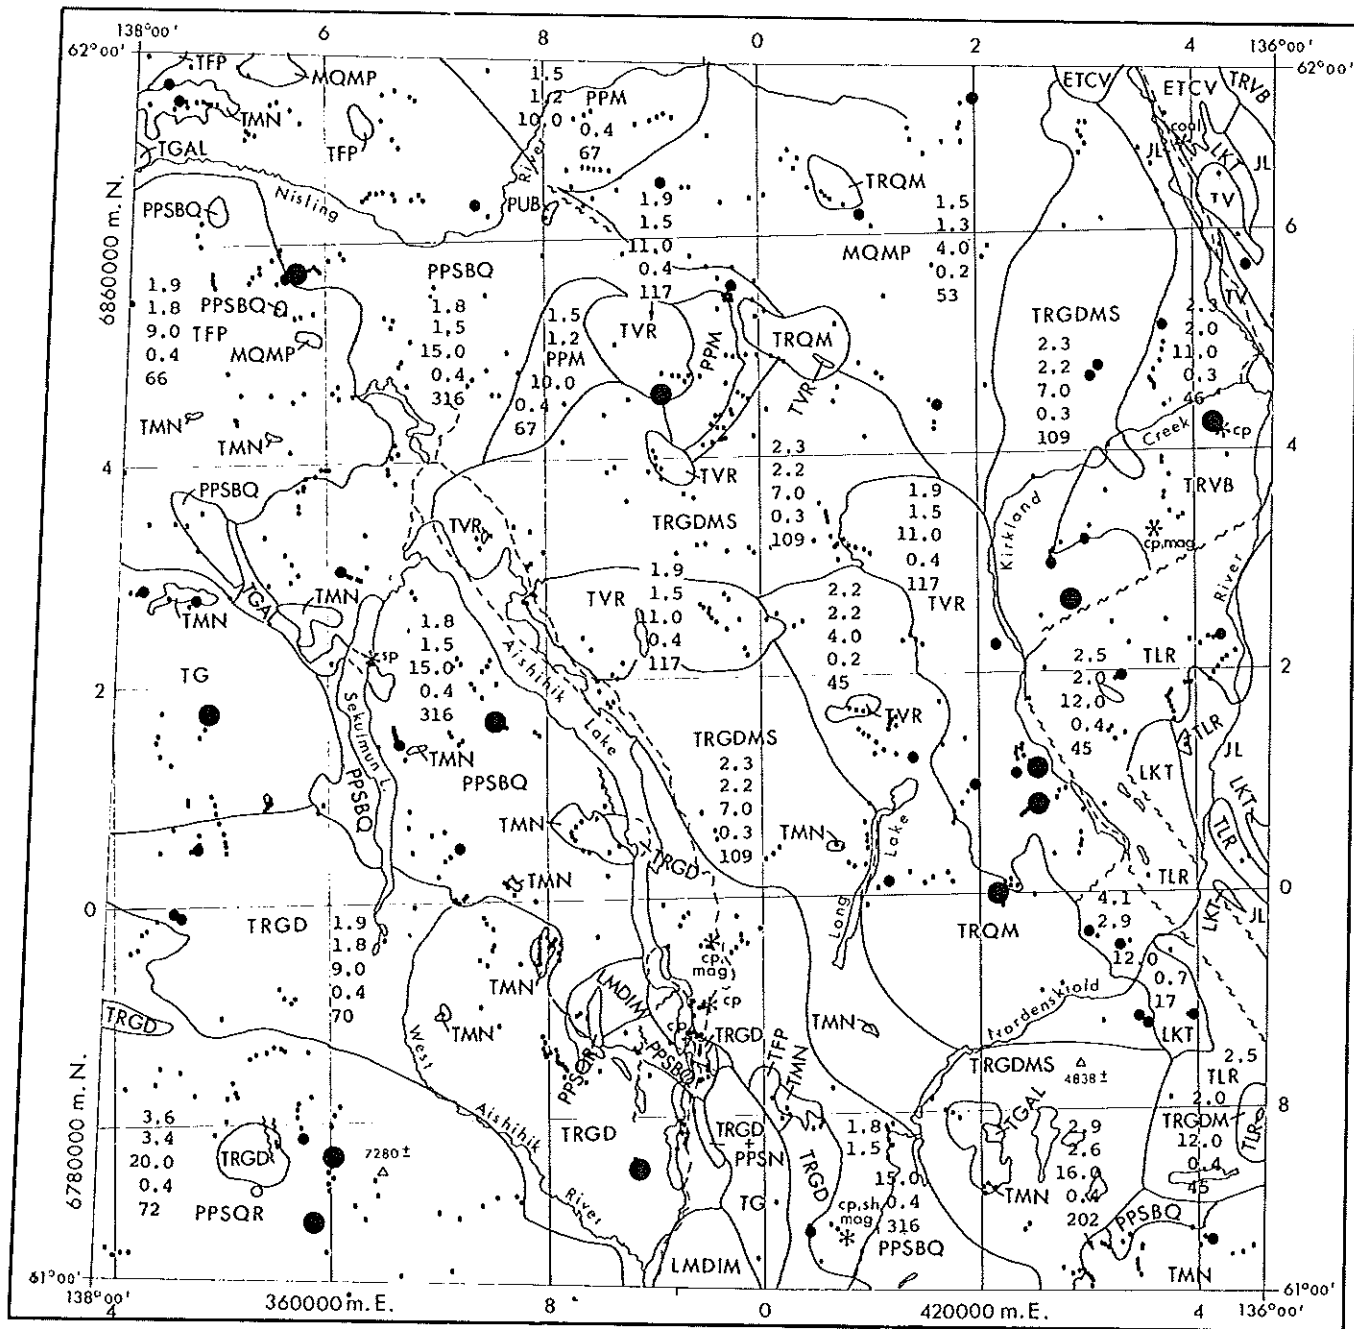 138°00'
6
8
0
2
4
136°00'
62°00'
62°00'
TFP
MQMP
TMN
TGAL
TFP
1.5
1.2
10.0
PPM
0.4
67
ETCV
ETCV
TRVB
coal
JL
LKT
JL
TV
Nisling
River
PPSBQ
PUB
TRQM
1.9
1.5
11.0
0.4
117
1.5
1.3
4.0
0.2
53
MQMP
6
6860000 m. N.
1.9
1.8
9.0
0.4
66
PPSBQ
TFP
MQMP
PPSBQ
1.8
1.5
15.0
0.4
316
1.5
1.2
PPM
10.0
0.4
67
TVR
PPM
TRQM
TVR
TRGDMS
2.3
2.2
7.0
0.3
109
TV
2.3
2.0
11.0
0.3
46
Creek
cp
TMN
TMN
4
4
PPSBQ
TVR
TVR
TRGDMS
2.3
2.2
7.0
0.3
109
1.9
1.5
11.0
0.4
117
TVR
Kirkland
TRVB
cp,mag
River
TGAL
TMN
TMN
sp
1.8
1.5
15.0
0.4
316
TVR
1.9
1.5
11.0
0.4
117
2.2
2.2
4.0
0.2
45
TVR
TG
2
2
Sekulmun L.
PPSBQ
Aishihik
Lake
TMN
PPSBQ
TRGDMS
2.3
2.2
7.0
0.3
109
TLR
2.5
2.0
12.0
0.4
45
TLR
LKT
JL
LKT
TLR
TMN
TRGD
TMN
TMN
Long
Lake
TLR
LKT
JL
0
0
TRGD
1.9
1.8
9.0
0.4
70
TRQM
4.1
2.9
12.0
0.7
17
TRGD
TMN
TMN
cp,
mag
cp
LMDIM
PPSQR
PPSBQ
TRGD
TFP
TMN
TMN
Nordenskiold
LKT
West
Aishihik
River
TRGDMS
4838±
2.5
TLR
2.0
TRGDM
12.0
0.4
45
TLR
8
6780000 m. N.
3.6
3.4
20.0
0.4
72
TRGD
PPSQR
7280±
TRGD
TRGD
+
PPSN
TG
TRGD
LMDIM
1.8
1.5
15.0
0.4
316
cp,sh
mag
PPSBQ
TGAL
TMN
2.9
2.6
16.0
0.4
202
PPSBQ
TMN
61°00'
61°00'
138°00'
4
360000 m. E.
8
0
420000 m. E.
4
136°00'